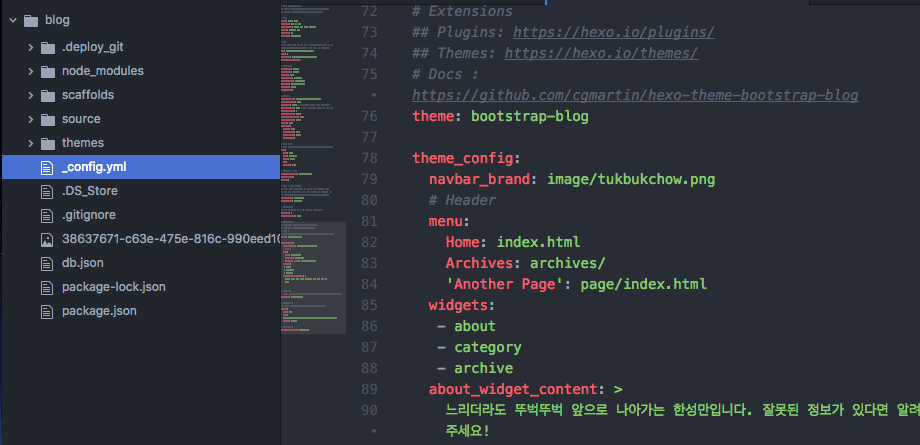 blog
.deploy_git
node_modules
scaffolds
source
themes
_config.yml
.DS_Store
.gitignore
38637671-c63e-475e-816c-990eed10
db.json
package-lock.json
package.json
72 # Extensions
73 ## Plugins: https://hexo.io/plugins/
74 ## Themes: https://hexo.io/themes/
75 # Docs :
• https://github.com/cgmartin/hexo-theme-bootstrap-blog
76 theme: bootstrap-blog
77
78 theme_config:
79 navbar_brand: image/tukbukchow.png
80 # Header
81 menu:
82 Home: index.html
83 Archives: archives/
84 'Another Page': page/index.html
85 widgets:
86 - about
87 - category
88 - archive
89 about_widget_content: >
90 느리더라도 뚜벅뚜벅 앞으로 나아가는 한성만입니다. 잘못된 정보가 있다면 알려
• 주세요!